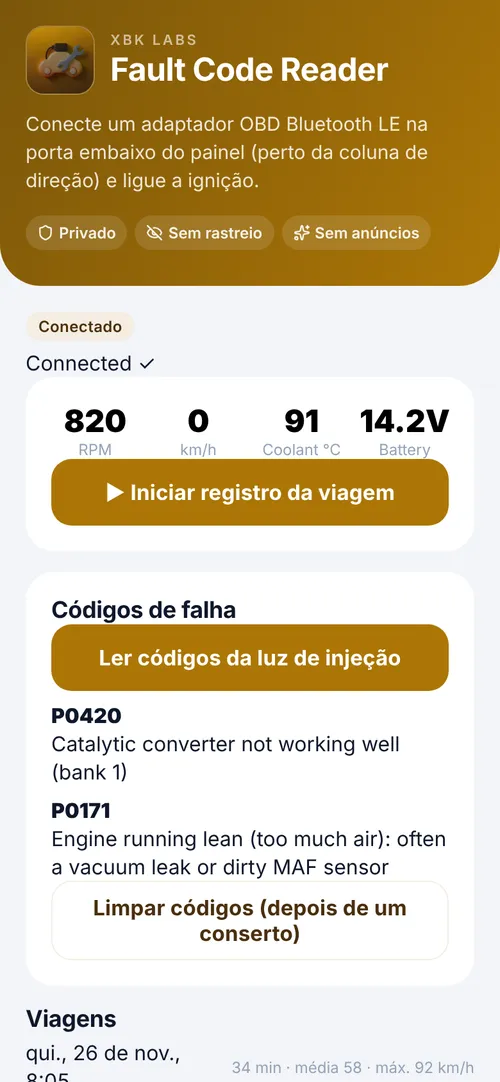 XBK LABS
Fault Code Reader
Conecte um adaptador OBD Bluetooth LE na
porta embaixo do painel (perto da coluna de
direção) e ligue a ignição.
Privado
Sem rastreio
Sem anúncios
Conectado
Connected ✓
820
0
91
14.2V
RPM
km/h
Coolant °C
Battery
▶ Iniciar registro da viagem
Códigos de falha
Ler códigos da luz de injeção
P0420
Catalytic converter not working well
(bank 1)
P0171
Engine running lean (too much air): often
a vacuum leak or dirty MAF sensor
Limpar códigos (depois de um
conserto)
Viagens
qui., 26 de nov.,
8:05
34 min · média 58 · máx. 92 km/h